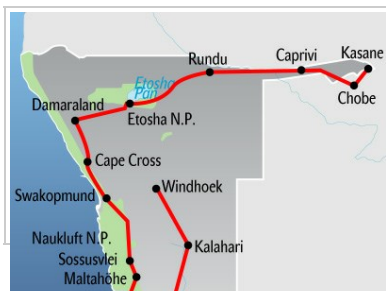 Rundu
Caprivi
Kasane
Etosha
Pan
Chobe
Damaraland
Etosha N.P.
Cape Cross
Windhoek
Swakopmund
Naukluft N.P.
Kalahari
Sossusvlei
Maltahöhe